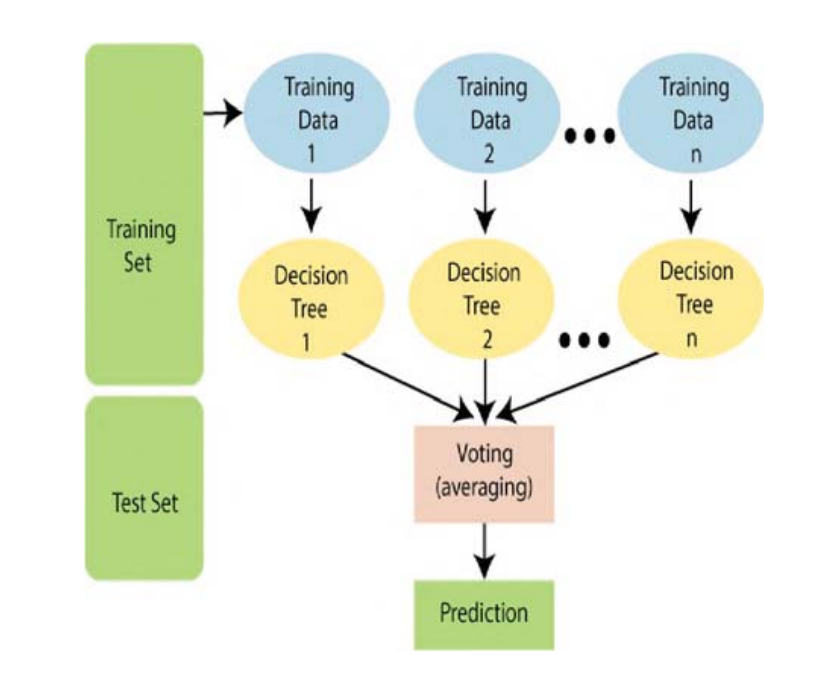 Training
Set
Training
Data
1
Training
Data
2
Training
Data
n
Decision
Tree
1
Decision
Tree
2
Decision
Tree
n
Test Set
Voting
(averaging)
Prediction